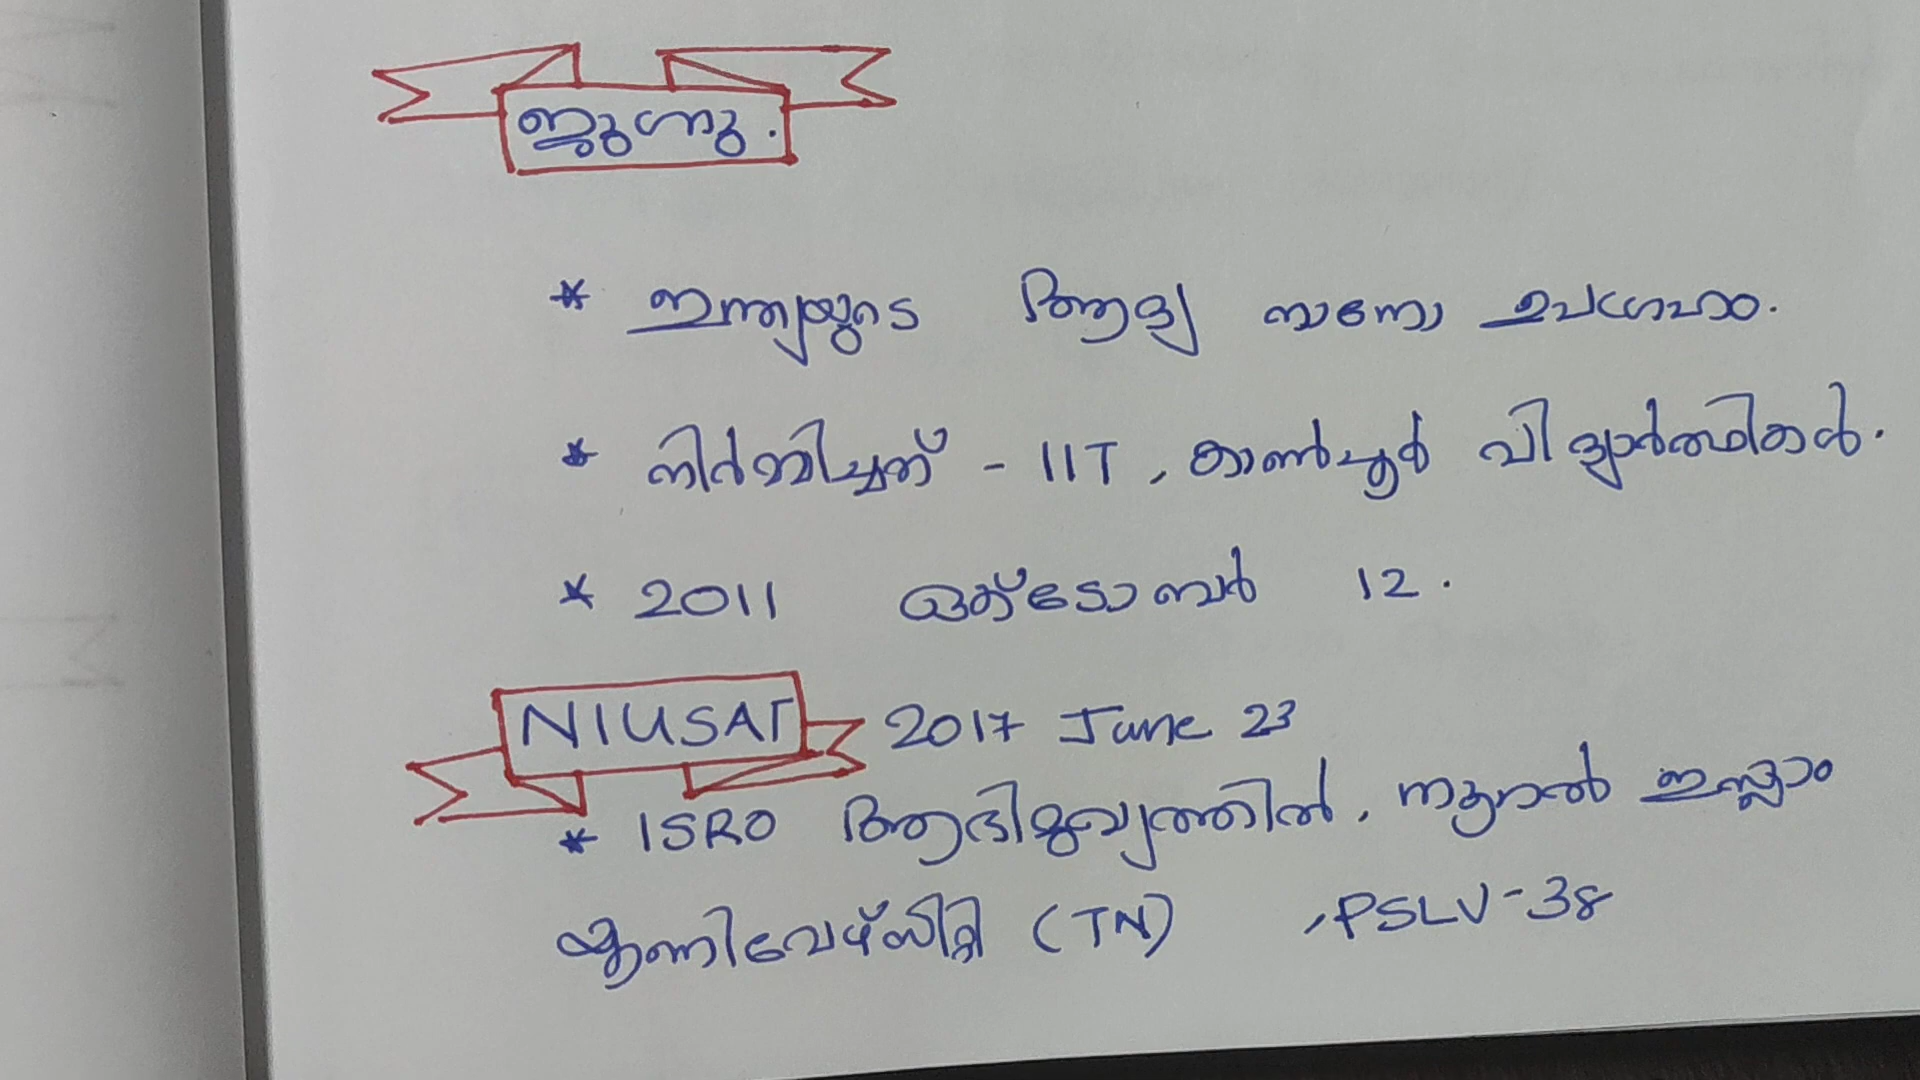 ജുഗ്നു.
* ഇന്ത്യയുടെ ആദ്യ നാനോ ഉപഗ്രഹം.
* നിർമ്മിച്ചത് - IIT, കാൺപൂർ വിദ്യാർത്ഥികൾ.
* 2011 ഒക്ടോബർ 12.
NIUSAT 2017 June 23
* ISRO ആഭിമുഖ്യത്തിൽ, നൂറുൽ ഇസ്ലാം
യൂണിവേഴ്സിറ്റി (TN) , PSLV-38